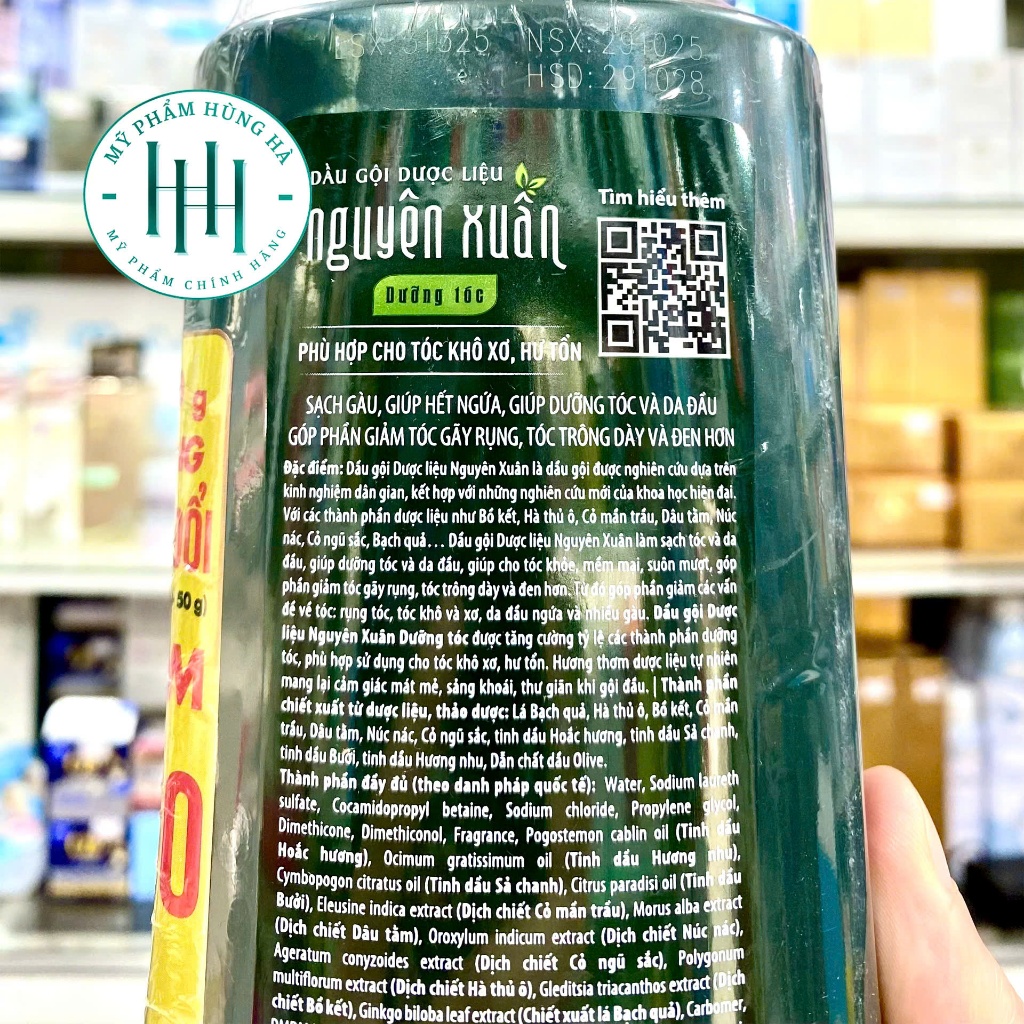 LSX: 31325 NSX: 291025
HSD: 291028
MỸ PHẨM HÙNG HÀ
HH
MỸ PHẨM CHÍNH HÃNG
DẦU GỘI DƯỢC LIỆU
nguyên xuân
Dưỡng tóc
Tìm hiểu thêm
PHÙ HỢP CHO TÓC KHÔ XƠ, HƯ TỔN
SẠCH GÀU, GIÚP HẾT NGỨA, GIÚP DƯỠNG TÓC VÀ DA ĐẦU
GÓP PHẦN GIẢM TÓC GÃY RỤNG, TÓC TRÔNG DÀY VÀ ĐEN HƠN
Đặc điểm: Dầu gội Dược liệu Nguyên Xuân là dầu gội được nghiên cứu dựa trên
kinh nghiệm dân gian, kết hợp với những nghiên cứu mới của khoa học hiện đại.
Với các thành phần dược liệu như Bồ kết, Hà thủ ô, Cỏ mần trầu, Dâu tằm, Núc
nác, Cỏ ngũ sắc, Bạch quả... Dầu gội Dược liệu Nguyên Xuân làm sạch tóc và da
đầu, giúp dưỡng tóc và da đầu, giúp cho tóc khỏe, mềm mại, suôn mượt, góp
phần giảm tóc gãy rụng, tóc trông dày và đen hơn. Từ đó góp phần giảm các vấn
đề về tóc: rụng tóc, tóc khô và xơ, da đầu ngứa và nhiều gàu. Dầu gội Dược
liệu Nguyên Xuân Dưỡng tóc được tăng cường tỷ lệ các thành phần dưỡng
tóc, phù hợp sử dụng cho tóc khô xơ, hư tổn. Hương thơm dược liệu tự nhiên
mang lại cảm giác mát mẻ, sảng khoái, thư giãn khi gội đầu. | Thành phần
chiết xuất từ dược liệu, thảo dược: Lá Bạch quả, Hà thủ ô, Bồ kết, Cỏ mần
trầu, Dâu tằm, Núc nác, Cỏ ngũ sắc, tinh dầu Hoắc hương, tinh dầu Sả chanh,
tinh dầu Bưởi, tinh dầu Hương nhu, Dẫn chất dầu Olive.
Thành phần đầy đủ (theo danh pháp quốc tế): Water, Sodium laureth
sulfate, Cocamidopropyl betaine, Sodium chloride, Propylene glycol,
Dimethicone, Dimethiconol, Fragrance, Pogostemon cablin oil (Tinh dầu
Hoắc hương), Ocimum gratissimum oil (Tinh dầu Hương nhu),
Cymbopogon citratus oil (Tinh dầu Sả chanh), Citrus paradisi oil (Tinh dầu
Bưởi), Eleusine indica extract (Dịch chiết Cỏ mần trầu), Morus alba extract
(Dịch chiết Dâu tằm), Oroxylum indicum extract (Dịch chiết Núc nác),
Ageratum conyzoides extract (Dịch chiết Cỏ ngũ sắc), Polygonum
multiflorum extract (Dịch chiết Hà thủ ô), Gleditsia triacanthos extract (Dịch
chiết Bồ kết), Ginkgo biloba leaf extract (Chiết xuất lá Bạch quả), Carbomer,
50 g)